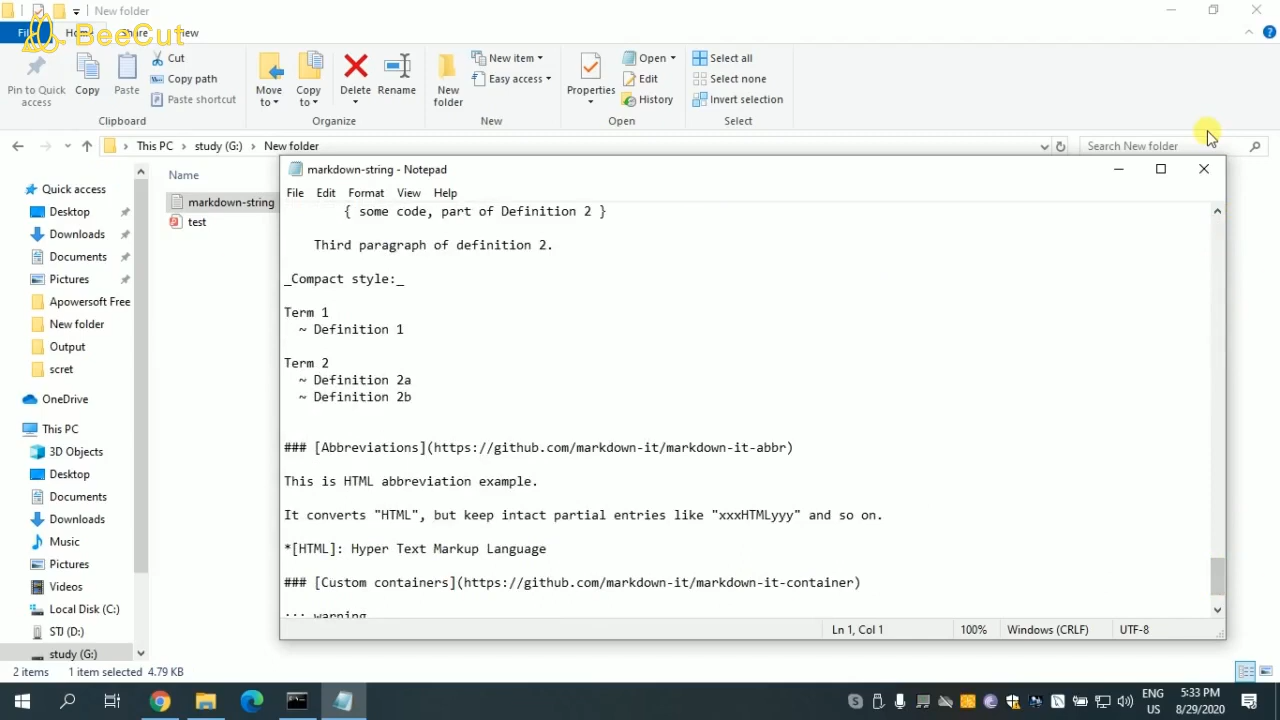 New folder
File Home Share View
BeeCut
Pin to Quick access
Copy
Paste
Cut
Copy path
Paste shortcut
Move to
Copy to
Delete
Rename
New folder
New item
Easy access
Properties
Open
Edit
History
Select all
Select none
Invert selection
Clipboard
Organize
New
Open
Select
This PC > study (G:) > New folder
Search New folder
Quick access
Desktop
Downloads
Documents
Pictures
Apowersoft Free
New folder
Output
scret
OneDrive
This PC
3D Objects
Desktop
Documents
Downloads
Music
Pictures
Videos
Local Disk (C:)
STJ (D:)
study (G:)
Name
markdown-string
test
markdown-string - Notepad
File Edit Format View Help
{ some code, part of Definition 2 }
Third paragraph of definition 2.
_Compact style:_
Term 1
~ Definition 1
Term 2
~ Definition 2a
~ Definition 2b
### [Abbreviations](https://github.com/markdown-it/markdown-it-abbr)
This is HTML abbreviation example.
It converts "HTML", but keep intact partial entries like "xxxHTMLyyy" and so on.
*[HTML]: Hyper Text Markup Language
### [Custom containers](https://github.com/markdown-it/markdown-it-container)
::: warning
Ln 1, Col 1 100% Windows (CRLF) UTF-8
2 items 1 item selected 4.79 KB
ENG
US
5:33 PM
8/29/2020